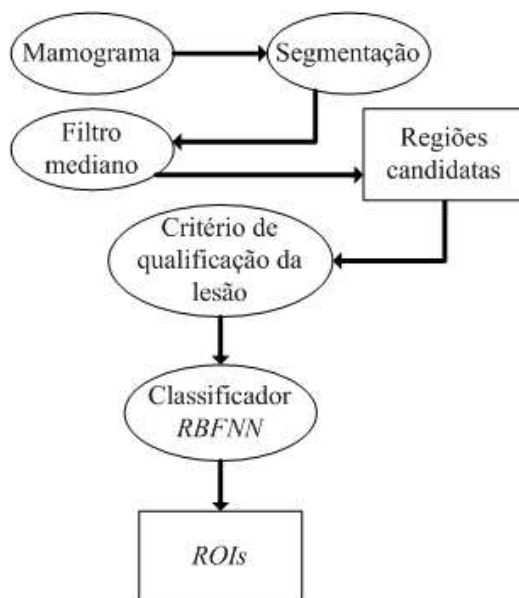 Mamograma
Segmentação
Filtro
mediano
Regiões
candidatas
Critério de
qualificação da
lesão
Classificador
RBFNN
ROIs